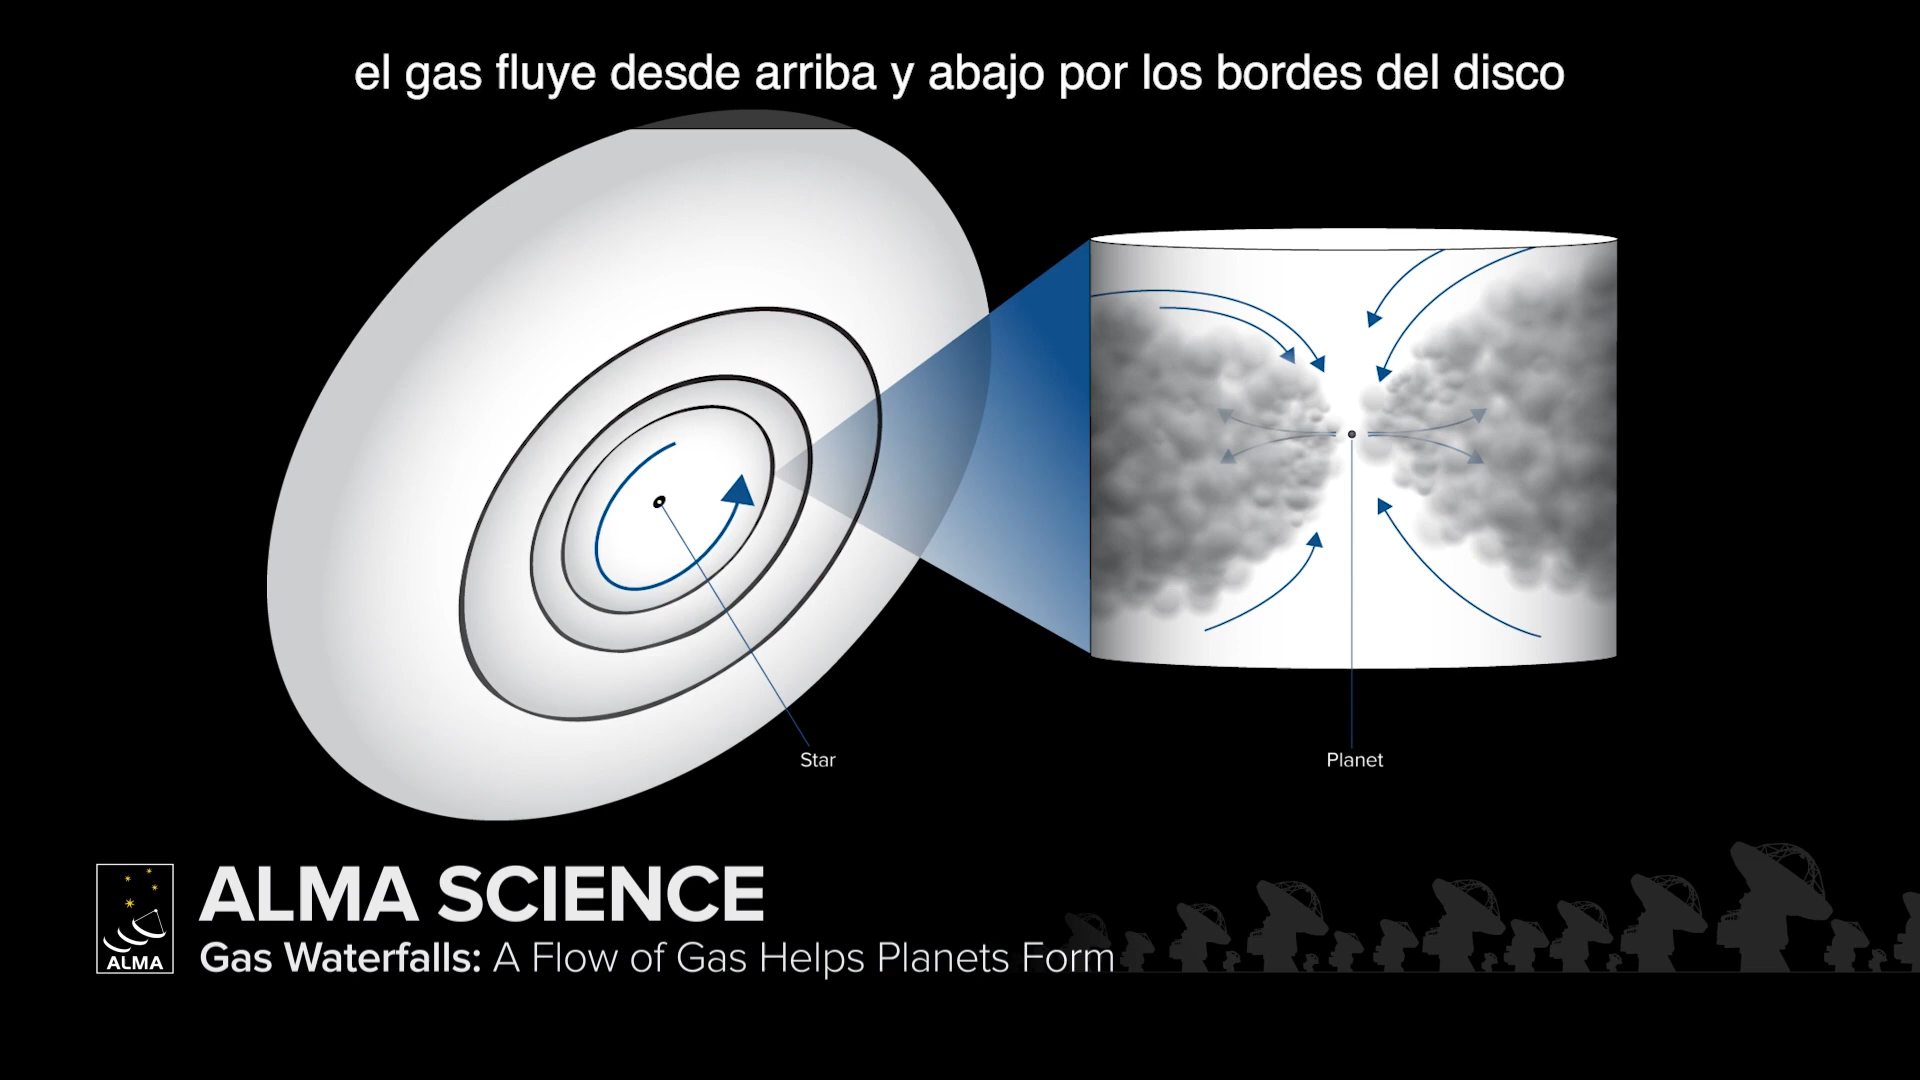 el gas fluye desde arriba y abajo por los bordes del disco
Star
Planet
ALMA
ALMA SCIENCE
Gas Waterfalls: A Flow of Gas Helps Planets Form